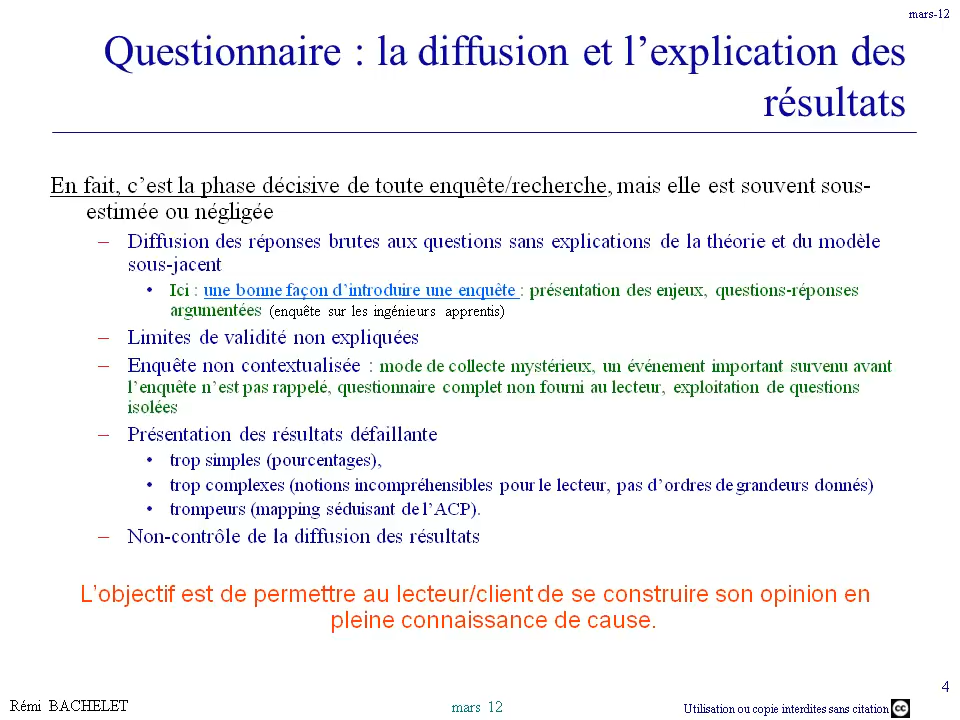 mars-12
Questionnaire : la diffusion et l’explication des
résultats
En fait, c’est la phase décisive de toute enquête/recherche, mais elle est souvent sous-
estimée ou négligée
– Diffusion des réponses brutes aux questions sans explications de la théorie et du modèle
sous-jacent
• Ici : une bonne façon d’introduire une enquête : présentation des enjeux, questions-réponses
argumentées (enquête sur les ingénieurs apprentis)
– Limites de validité non expliquées
– Enquête non contextualisée : mode de collecte mystérieux, un événement important survenu avant
l’enquête n’est pas rappelé, questionnaire complet non fourni au lecteur, exploitation de questions
isolées
– Présentation des résultats défaillante
• trop simples (pourcentages),
• trop complexes (notions incompréhensibles pour le lecteur, pas d’ordres de grandeurs donnés)
• trompeurs (mapping séduisant de l’ACP).
– Non-contrôle de la diffusion des résultats
L’objectif est de permettre au lecteur/client de se construire son opinion en
pleine connaissance de cause.
4
Rémi BACHELET
mars 12
Utilisation ou copie interdites sans citation
cc